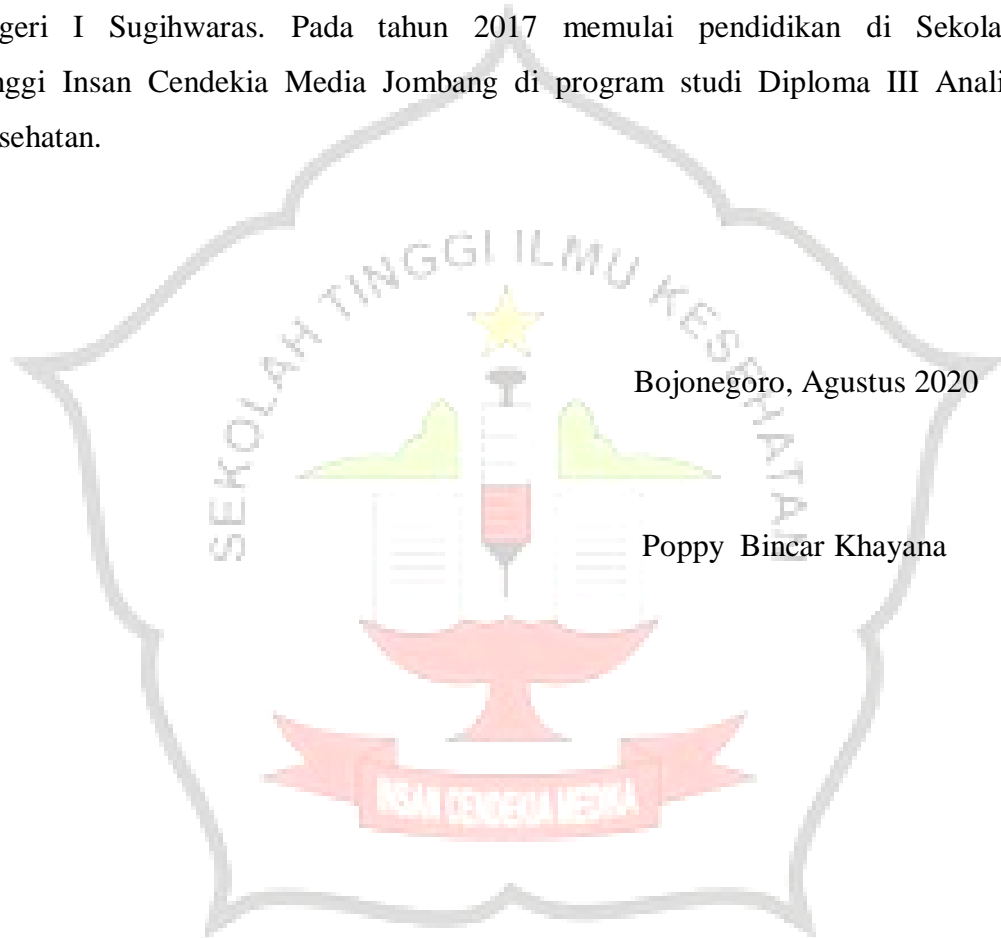 geri I Sugihwaras. Pada tahun 2017 memulai pendidikan di Sekola
nggi Insan Cendekia Media Jombang di program studi Diploma III Anali
sehatan.
SEKOLAH TINGGI ILMU KESEHATAN
Bojonegoro, Agustus 2020
Poppy Bincar Khayana
INSAN CENDEKIA MEDIKA